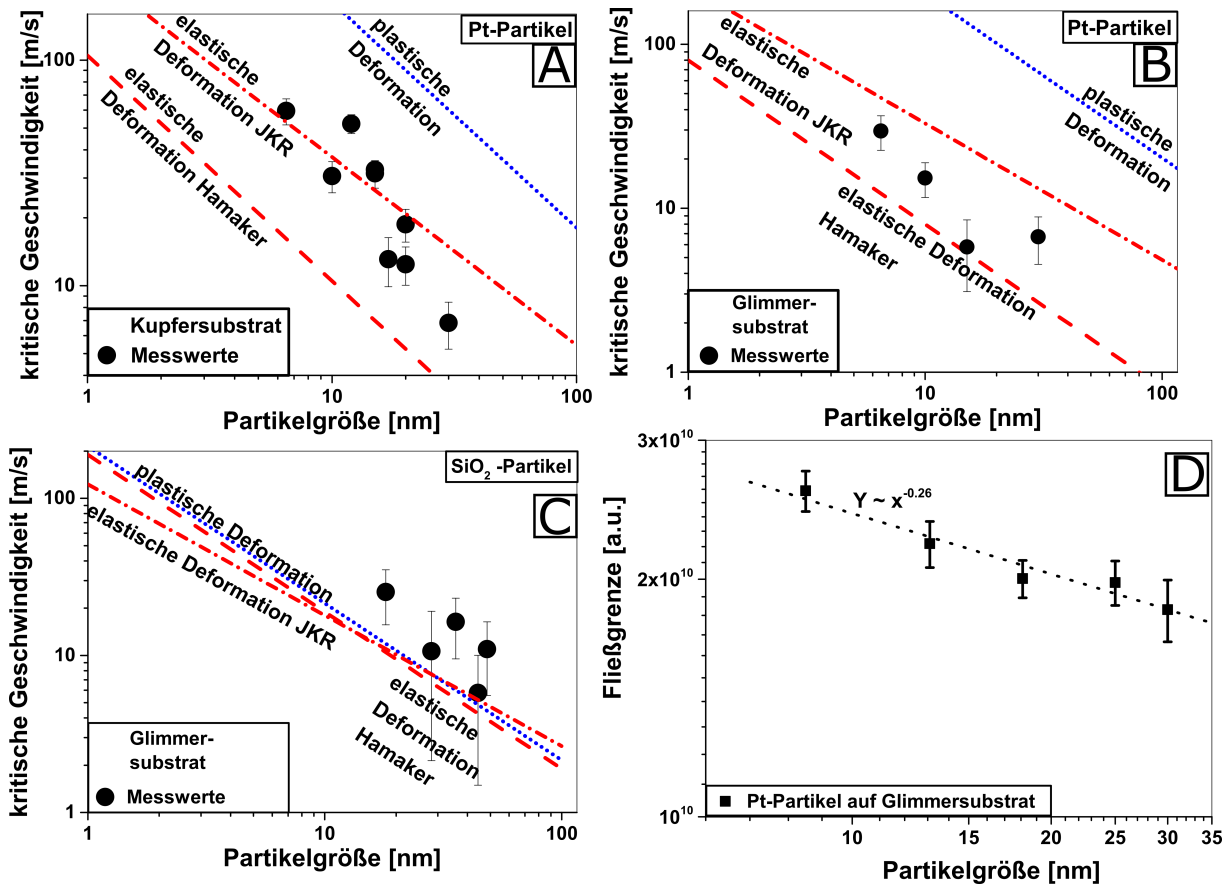 kritische Geschwindigkeit [m/s]
100
10
Pt-Partikel
A
elastische
Deformation JKR
plastische
Deformation
elastische
Deformation Hamaker
Kupfersubstrat
Messwerte
1
10
100
Partikelgröße [nm]
kritische Geschwindigkeit [m/s]
100
10
1
Pt-Partikel
B
elastische
Deformation JKR
plastische
Deformation
elastische Deformation
Hamaker
Glimmer-
substrat
Messwerte
1
10
100
Partikelgröße [nm]
kritische Geschwindigkeit [m/s]
100
10
1
SiO2 -Partikel
C
plastische Deformation
elastische Deformation JKR
elastische
Deformation
Hamaker
Glimmer-
substrat
Messwerte
1
10
100
Partikelgröße [nm]
Fließgrenze [a.u.]
3x10^10
2x10^10
10^10
D
Y ~ x^-0.26
Pt-Partikel auf Glimmersubstrat
10
15
20
25
30
35
Partikelgröße [nm]